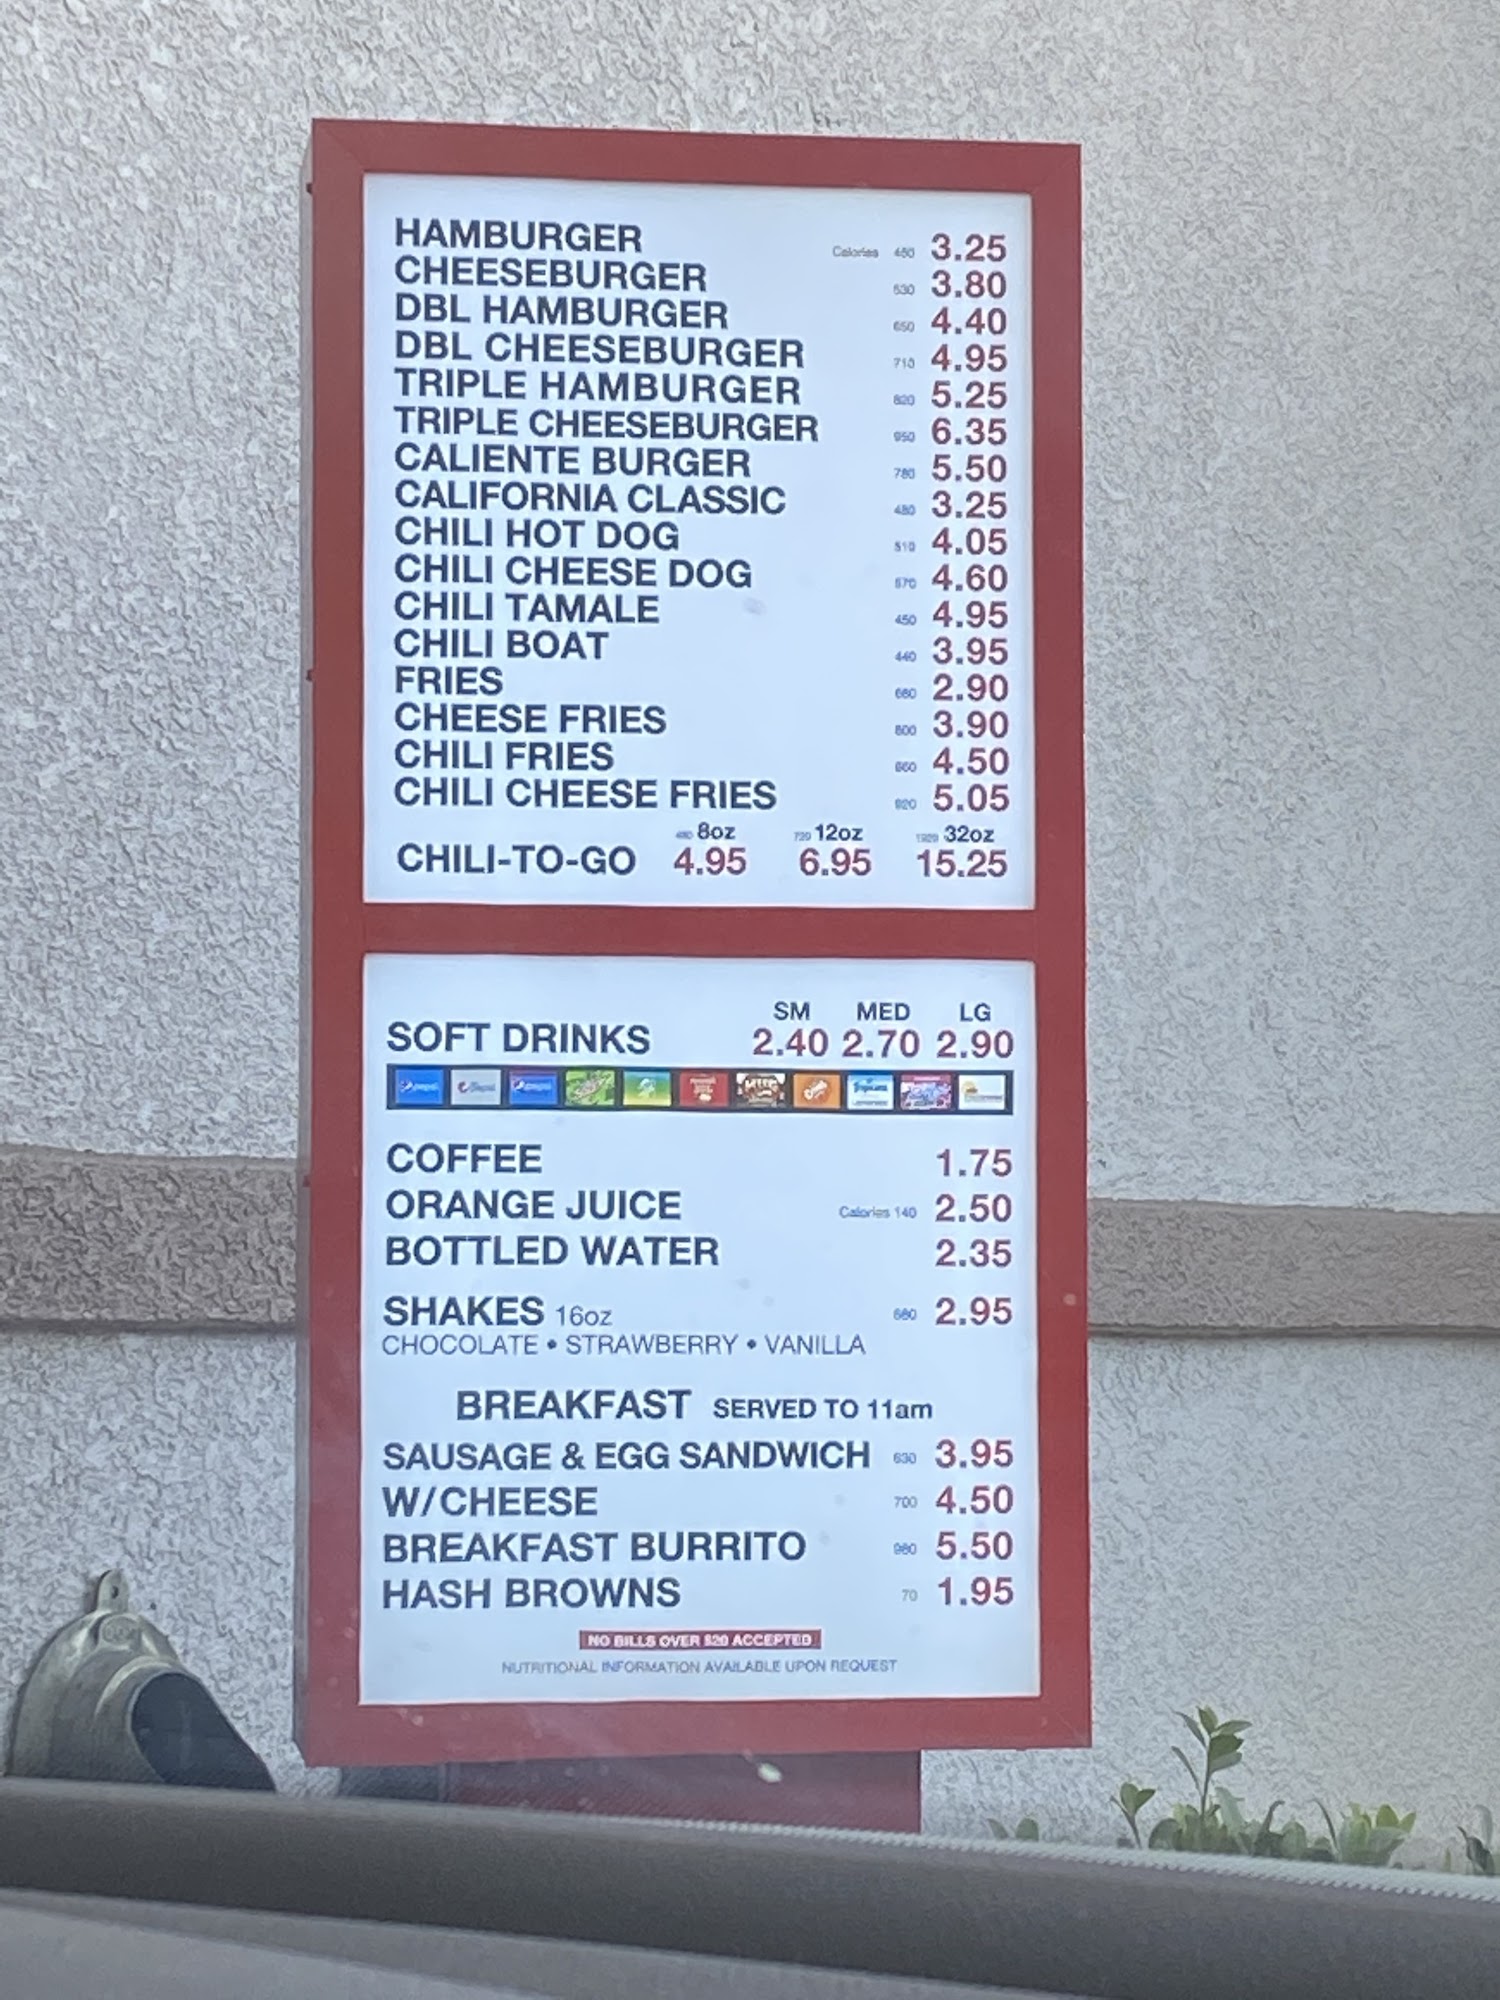 HAMBURGER Calories 480 3.25
CHEESEBURGER 530 3.80
DBL HAMBURGER 650 4.40
DBL CHEESEBURGER 710 4.95
TRIPLE HAMBURGER 820 5.25
TRIPLE CHEESEBURGER 950 6.35
CALIENTE BURGER 780 5.50
CALIFORNIA CLASSIC 480 3.25
CHILI HOT DOG 510 4.05
CHILI CHEESE DOG 570 4.60
CHILI TAMALE 450 4.95
CHILI BOAT 440 3.95
FRIES 3 2.90
CHEESE FRIES 3.90
CHILI FRIES 4.50
CHILI CHEESE FRIES 920 5.05
8oz 12oz 32oz
CHILI-TO-GO 4.95 6.95 15.25
SM MED LG
SOFT DRINKS 2.40 2.70 2.90
pepsi pepsi pepsi MUG Tropicana
COFFEE 1.75
ORANGE JUICE Calories 140 2.50
BOTTLED WATER 2.35
SHAKES 16oz 2.95
CHOCOLATE • STRAWBERRY • VANILLA
BREAKFAST SERVED TO 11am
SAUSAGE & EGG SANDWICH 630 3.95
W/CHEESE 700 4.50
BREAKFAST BURRITO 5.50
HASH BROWNS 70 1.95
NO BILLS OVER $20 ACCEPTED
NUTRITIONAL INFORMATION AVAILABLE UPON REQUEST